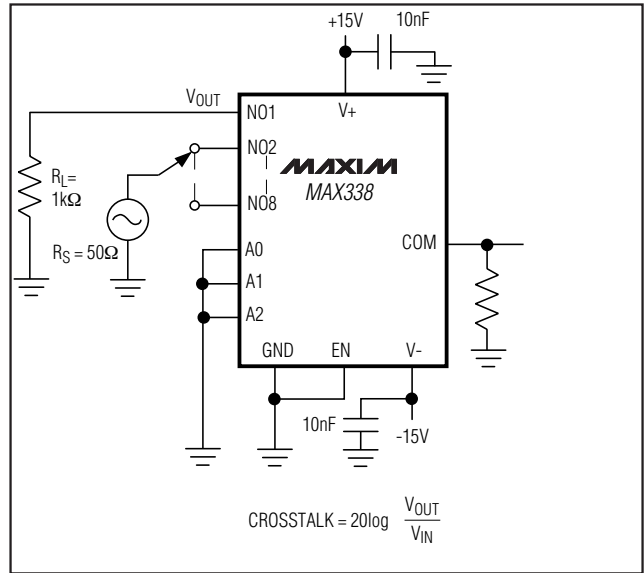 +15V
10nF
VOUT
NO1
V+
NO2
MAXIM
MAX338
RL=
1kΩ
NO8
COM
RS = 50Ω
A0
A1
A2
GND
EN
V-
10nF
-15V
CROSSTALK = 20log VOUT
VIN